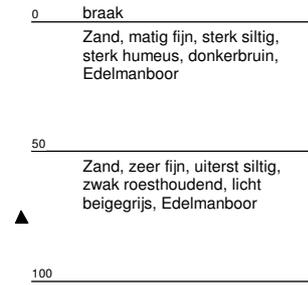 0 braak
Zand, matig fijn, sterk siltig,
sterk humeus, donkerbruin,
Edelmanboor
50
Zand, zeer fijn, uiterst siltig,
zwak roesthoudend, licht
beigegrijs, Edelmanboor
100